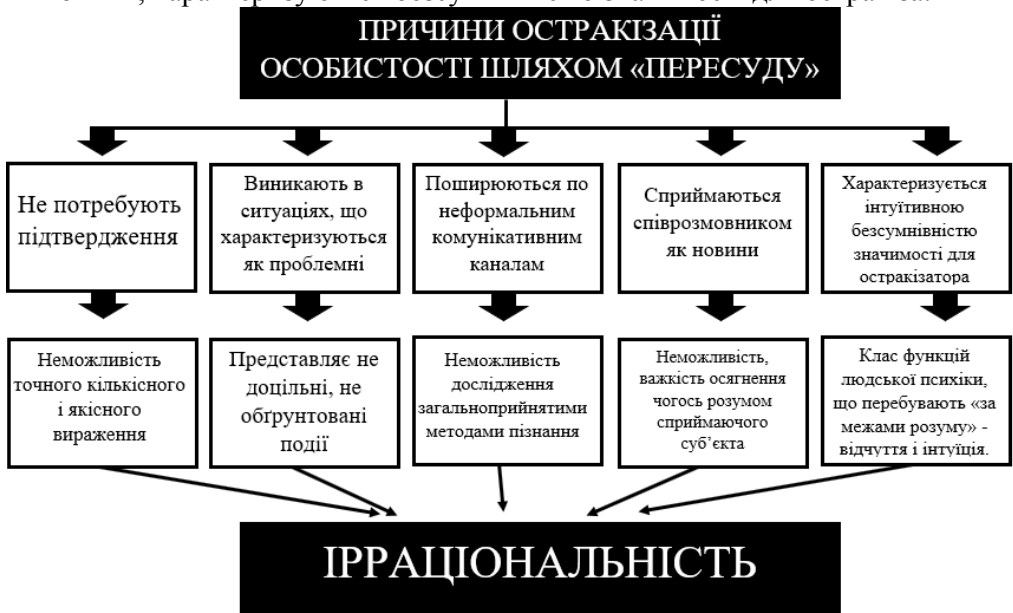 ПРИЧИНИ ОСТРАКІЗАЦІЇ
ОСОБИСТОСТІ ШЛЯХОМ «ПЕРЕСУДУ»
Не потребують
підтвердження
Виникають в
ситуаціях, що
характеризуються
як проблемні
Поширюються по
неформальним
комунікативним
каналам
Сприймаються
співрозмовником
як новини
Характеризується
інтуїтивною
безсумнівністю
значимості для
остракізатора
Неможливість
точного кількісного
і якісного
вираження
Представляє не
доцільні, не
обґрунтовані
події
Неможливість
дослідження
загальноприйнятими
методами пізнання
Неможливість,
важкість осягнення
чогось розумом
сприймаючого
суб’єкта
Клас функцій
людської психіки,
що перебувають «за
межами розуму» -
відчуття і інтуїція.
ІРРАЦІОНАЛЬНІСТЬ